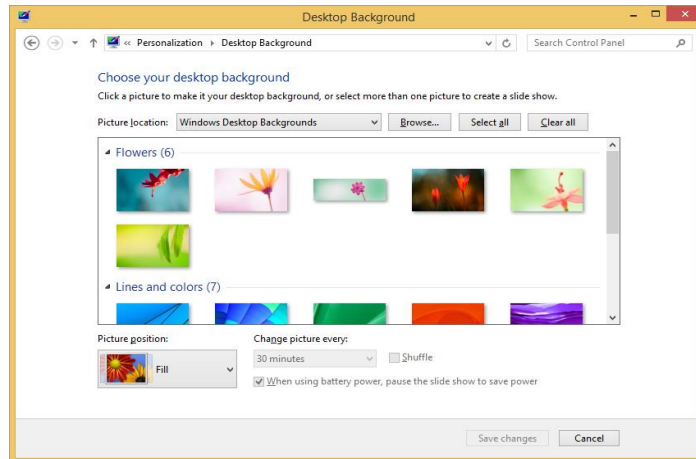 Desktop Background
« Personalization Desktop Background
Search Control Panel
Choose your desktop background
Click a picture to make it your desktop background, or select more than one picture to create a slide show.
Picture location: Windows Desktop Backgrounds Browse... Select all Clear all
Flowers (6)
Lines and colors (7)
Picture position: Change picture every:
Fill 30 minutes Shuffle
When using battery power, pause the slide show to save power
Save changes Cancel